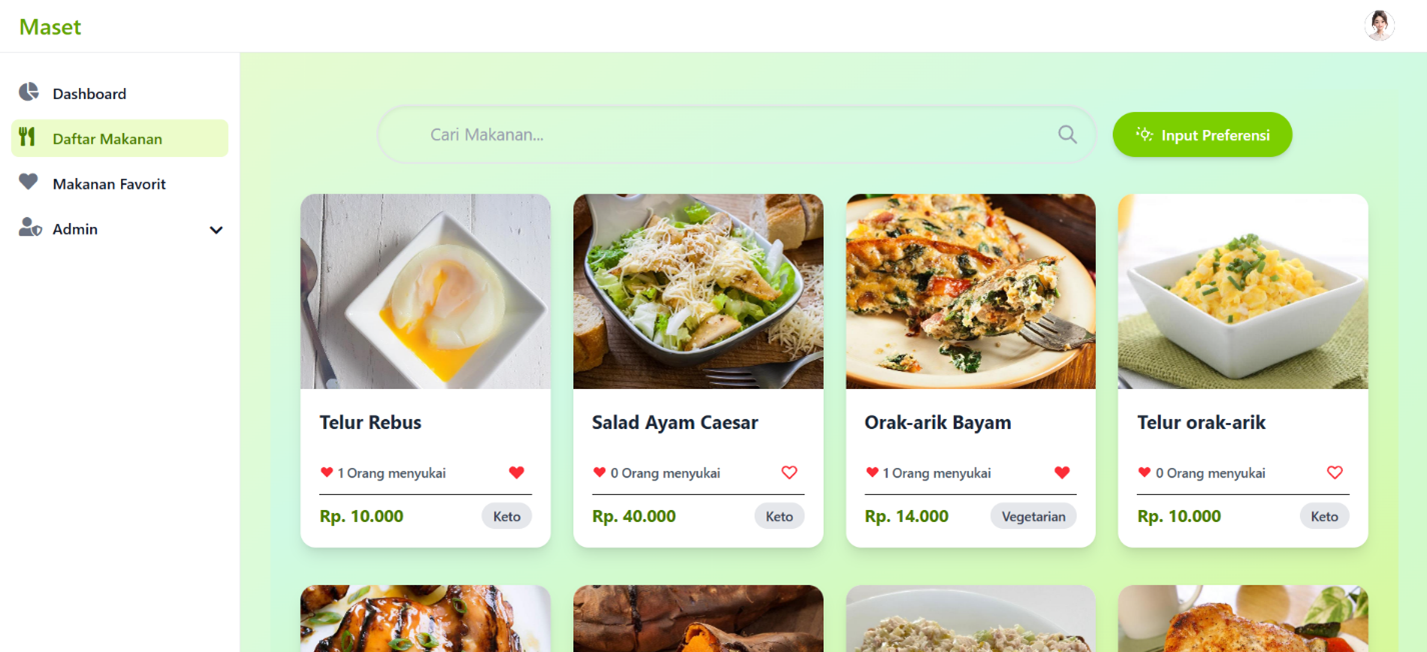 Maset
Dashboard
Daftar Makanan
Makanan Favorit
Admin
Cari Makanan...
Input Preferensi
Telur Rebus
1 Orang menyukai
Rp. 10.000
Keto
Salad Ayam Caesar
0 Orang menyukai
Rp. 40.000
Keto
Orak-arik Bayam
1 Orang menyukai
Rp. 14.000
Vegetarian
Telur orak-arik
0 Orang menyukai
Rp. 10.000
Keto